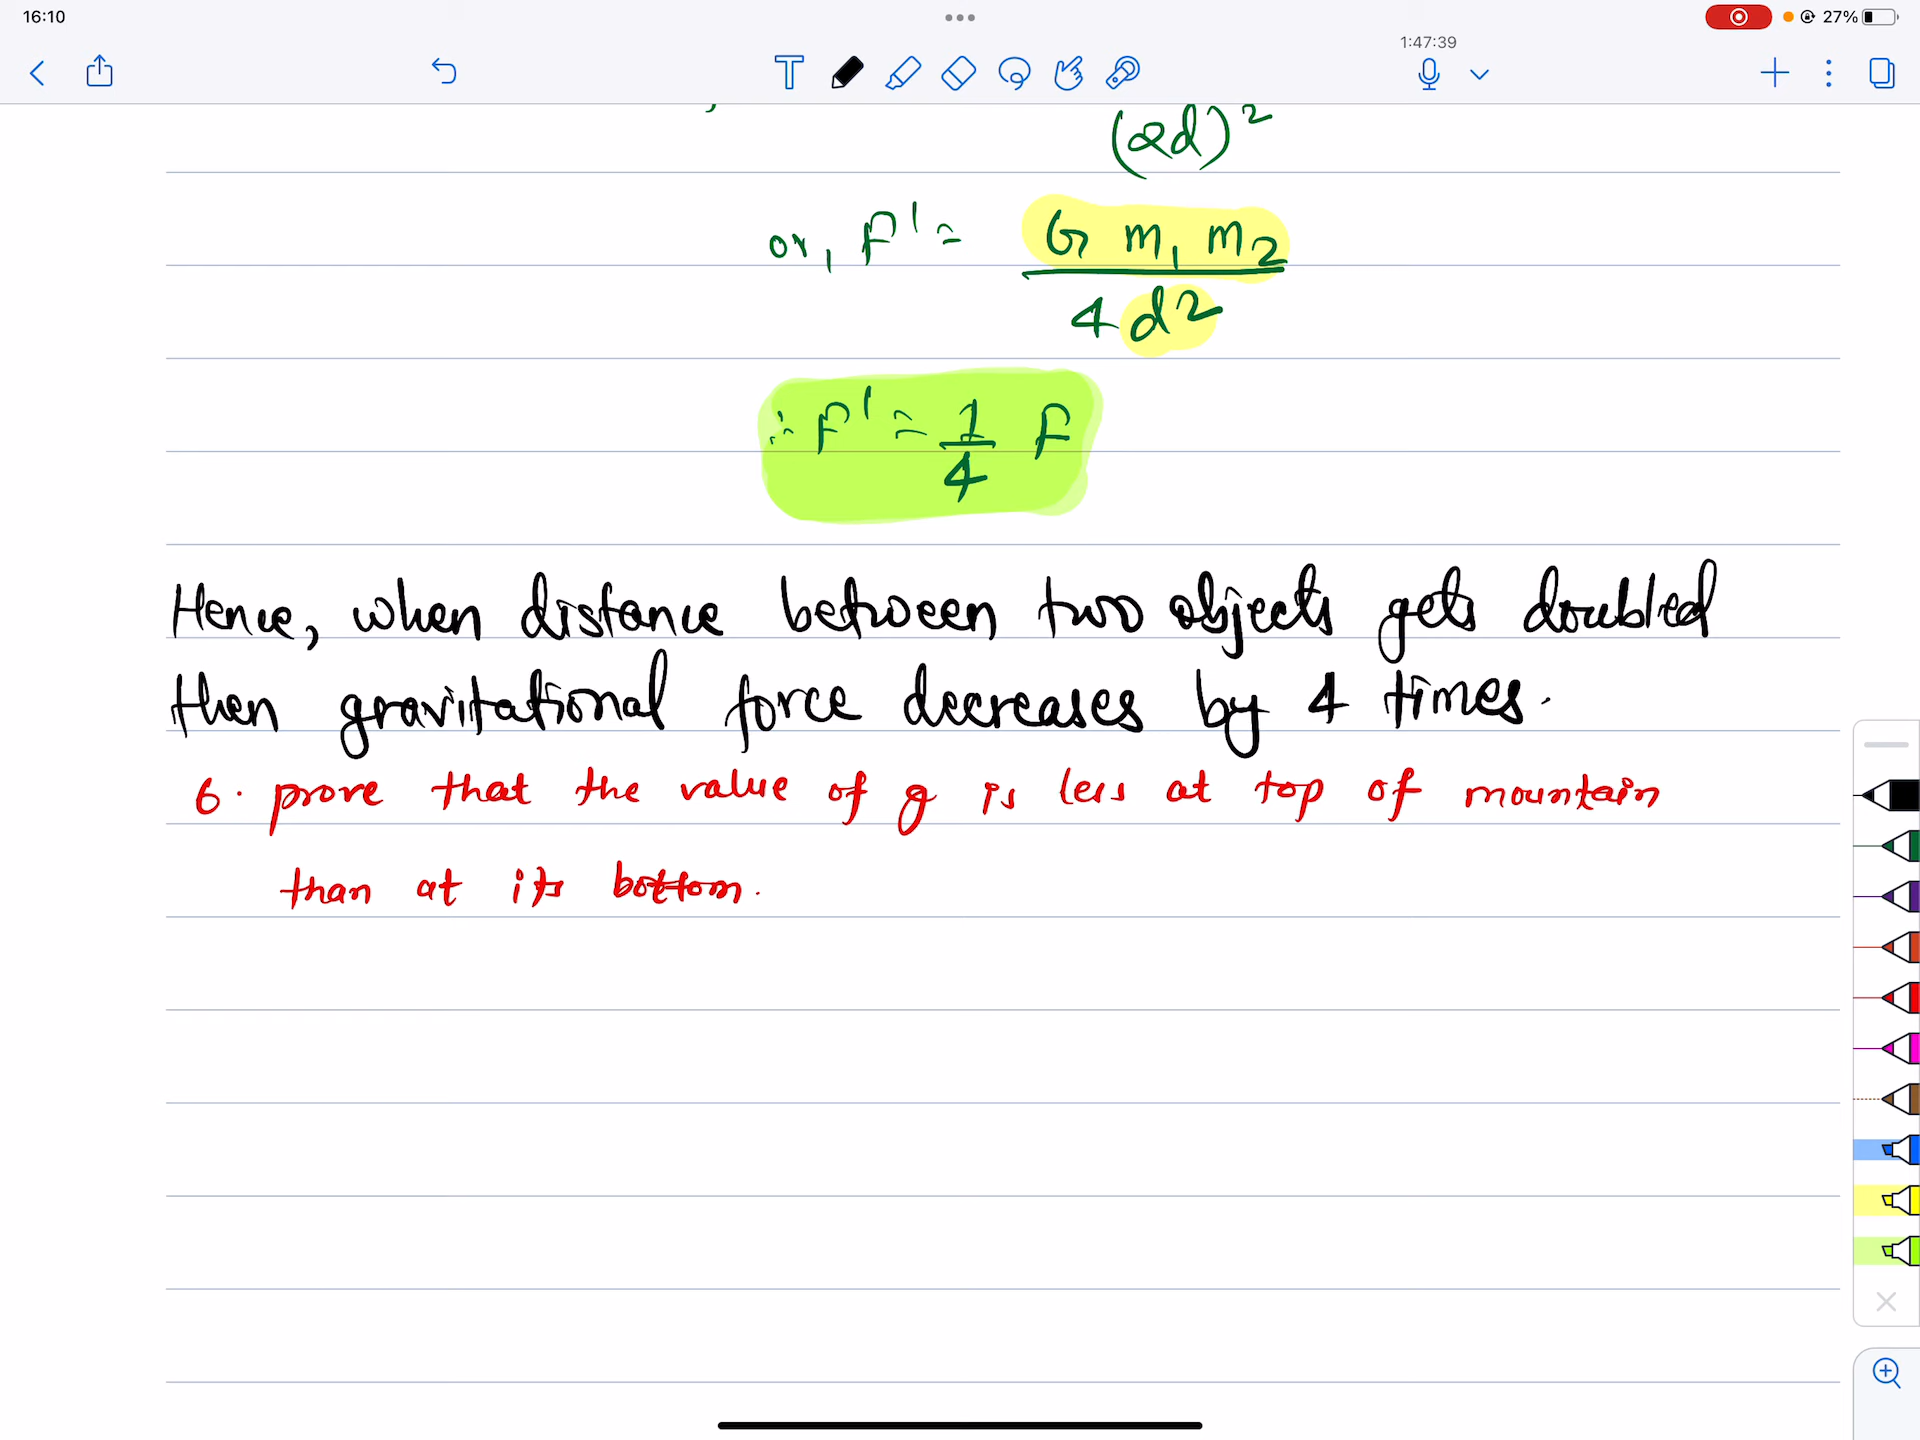 16:10
27%
1:47:39
(2d)²
or, F' = G m₁ m₂
4 d²
∴ F' = 1/4 F
Hence, when distance between two objects gets doubled
then gravitational force decreases by 4 times.
6. prove that the value of g is less at top of mountain
than at its bottom.